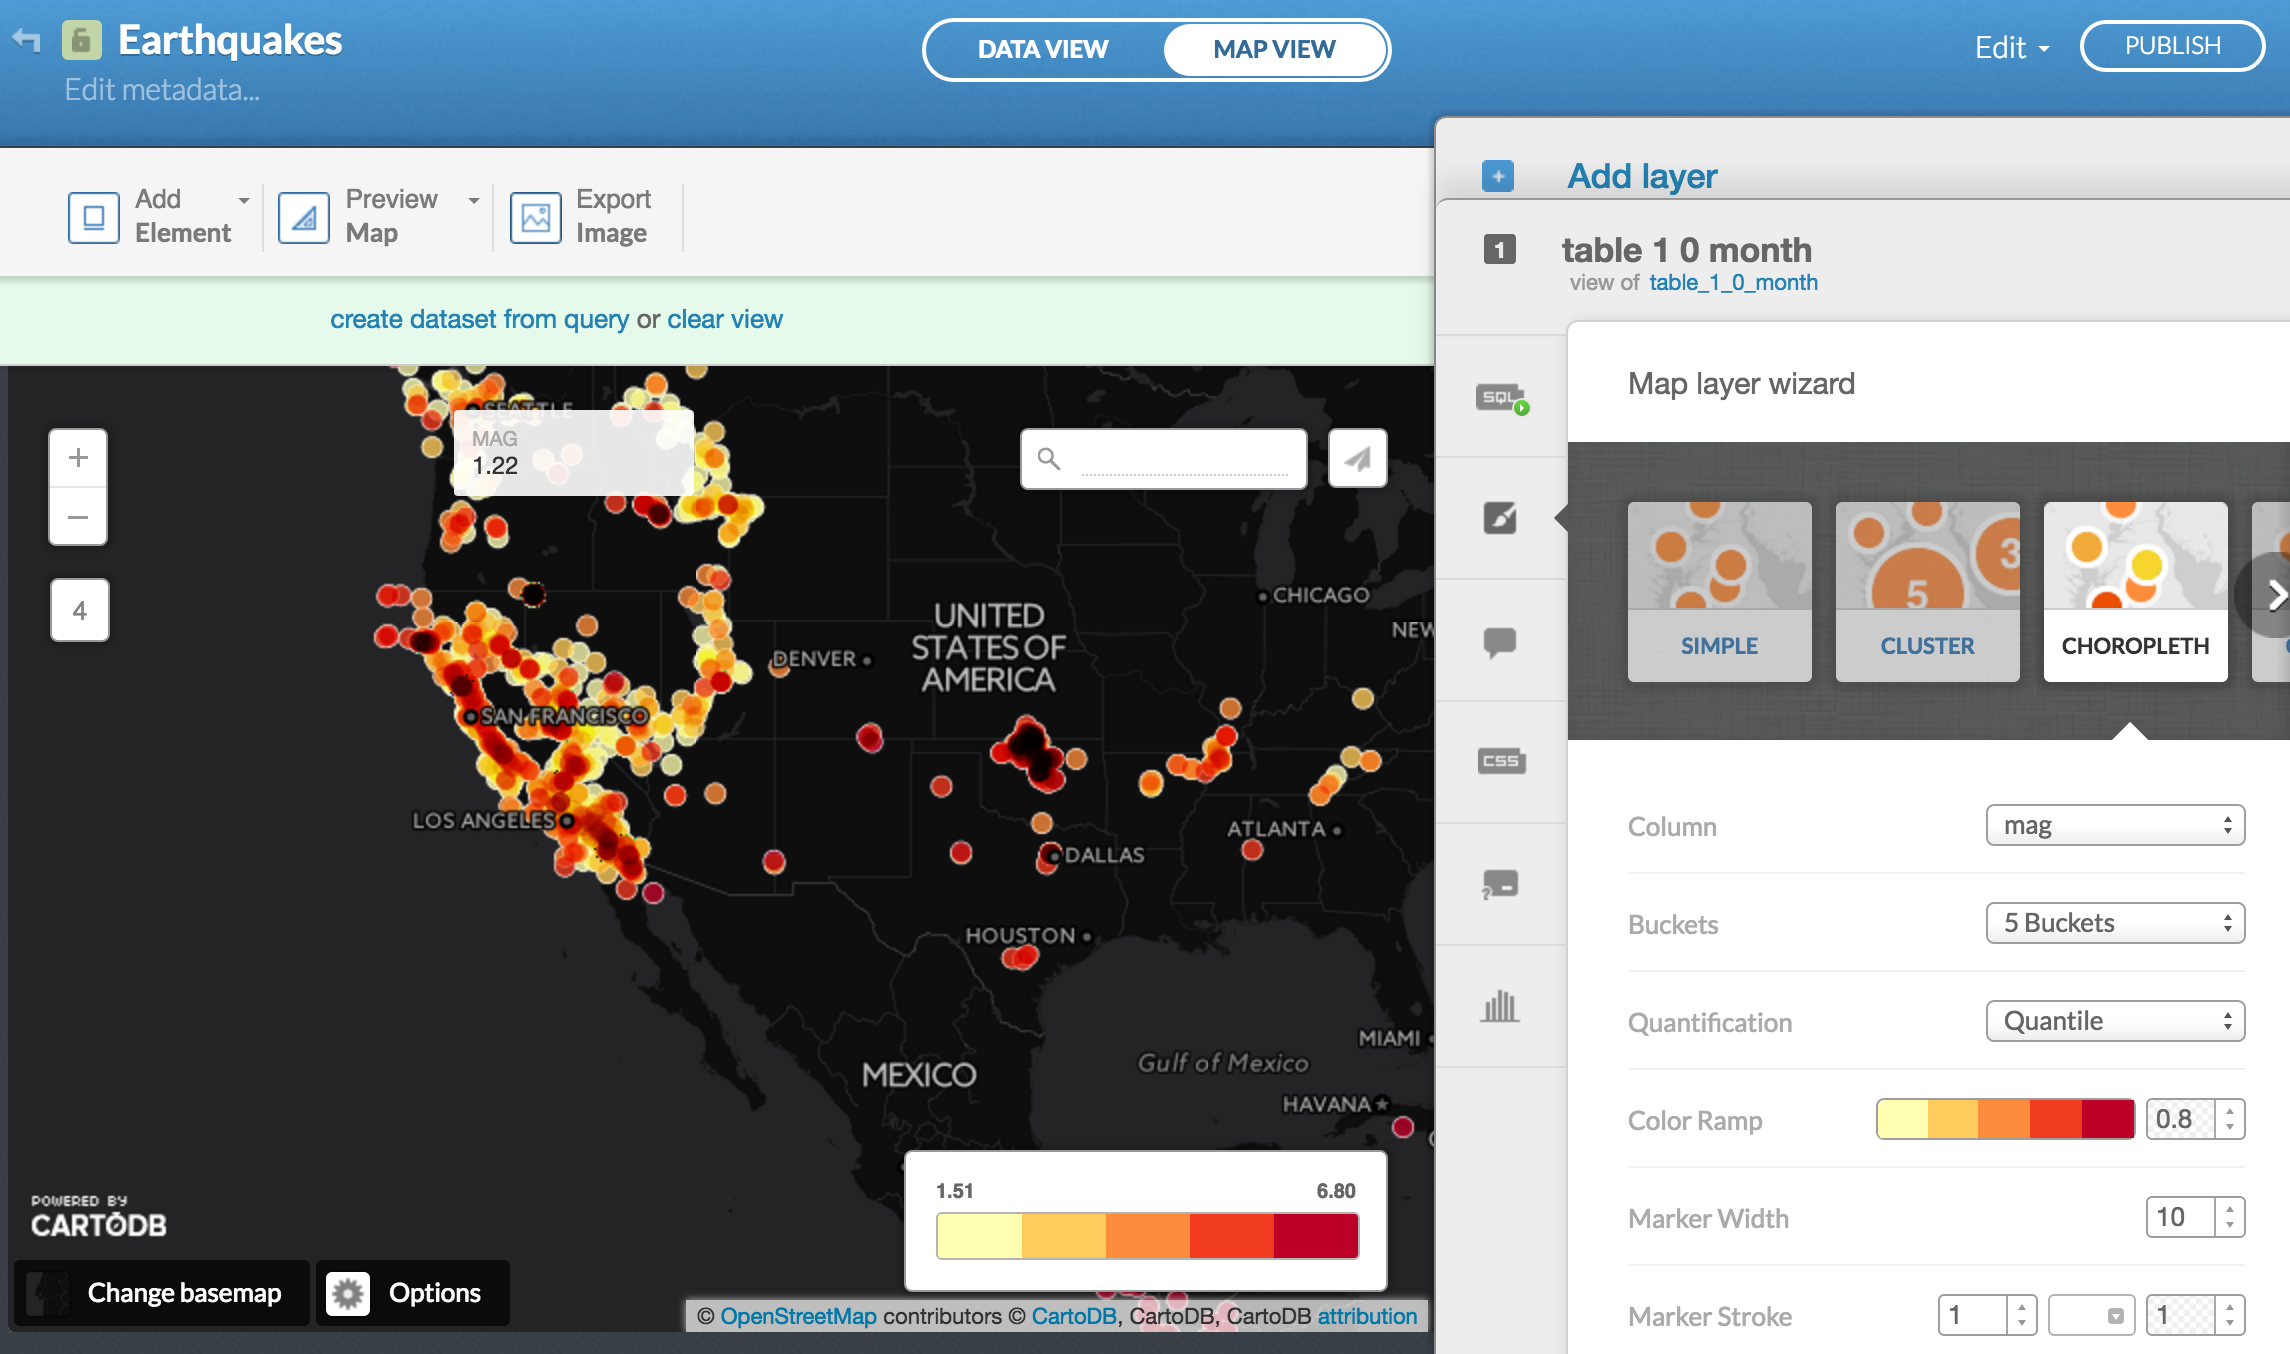 Earthquakes
Edit metadata...
DATA VIEW
MAP VIEW
Edit
PUBLISH
Add
Element
Preview
Map
Export
Image
create dataset from query or clear view
Add layer
1
table 1 0 month
view of table_1_0_month
SQL
CSS
Map layer wizard
5
3
SIMPLE
CLUSTER
CHOROPLETH
Column
mag
Buckets
5 Buckets
Quantification
Quantile
Color Ramp
0.8
Marker Width
10
Marker Stroke
1
1
+
−
4
SEATTLE
MAG
1.22
CHICAGO
UNITED
STATES OF
AMERICA
NEW
DENVER
SAN FRANCISCO
LOS ANGELES
ATLANTA
DALLAS
HOUSTON
MIAMI
MEXICO
Gulf of Mexico
HAVANA
1.51
6.80
POWERED BY
CARTODB
Change basemap
Options
© OpenStreetMap contributors © CartoDB, CartoDB, CartoDB attribution